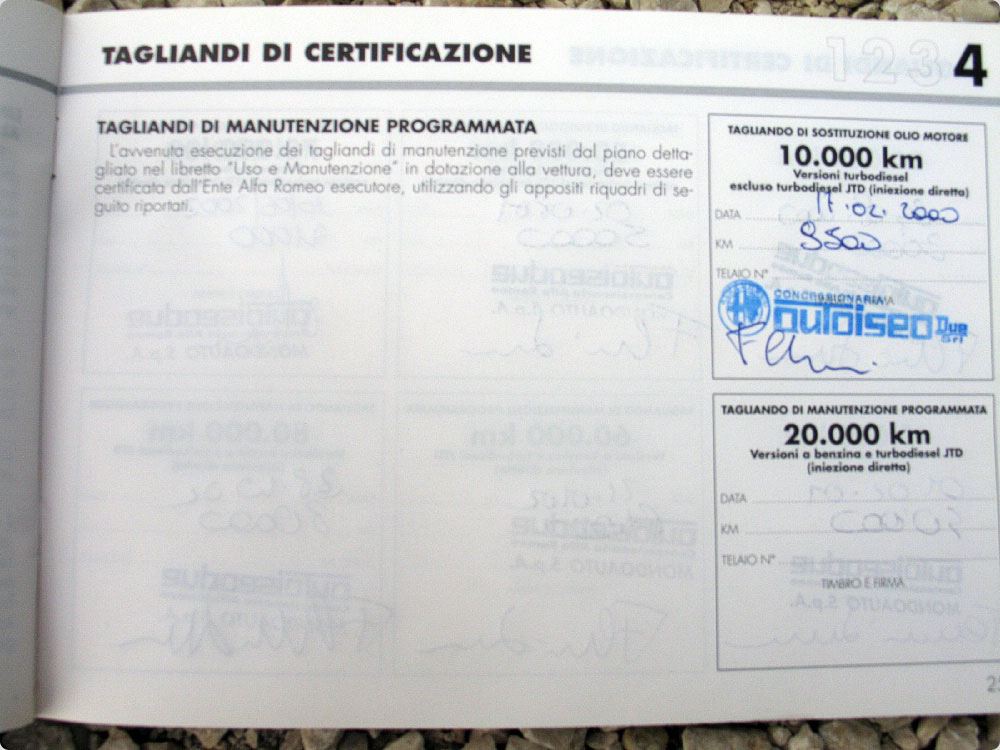 TAGLIANDI DI CERTIFICAZIONE
1 2 3 4
TAGLIANDI DI MANUTENZIONE PROGRAMMATA
L'avvenuta esecuzione dei tagliandi di manutenzione previsti dal piano detta-
gliato nel libretto "Uso e Manutenzione" in dotazione alla vettura, deve essere
certificata dall'Ente Alfa Romeo esecutore, utilizzando gli appositi riquadri di se-
guito riportati.
TAGLIANDO DI SOSTITUZIONE OLIO MOTORE
10.000 km
Versioni turbodiesel
escluso turbodiesel JTD (iniezione diretta)
DATA 17.02.2000
KM 9500
TELAIO N°
CONCESSIONARIA
autoiseo Due
Srl
TAGLIANDO DI MANUTENZIONE PROGRAMMATA
20.000 km
Versioni a benzina e turbodiesel JTD
(iniezione diretta)
DATA
KM
TELAIO N°
TIMBRO E FIRMA